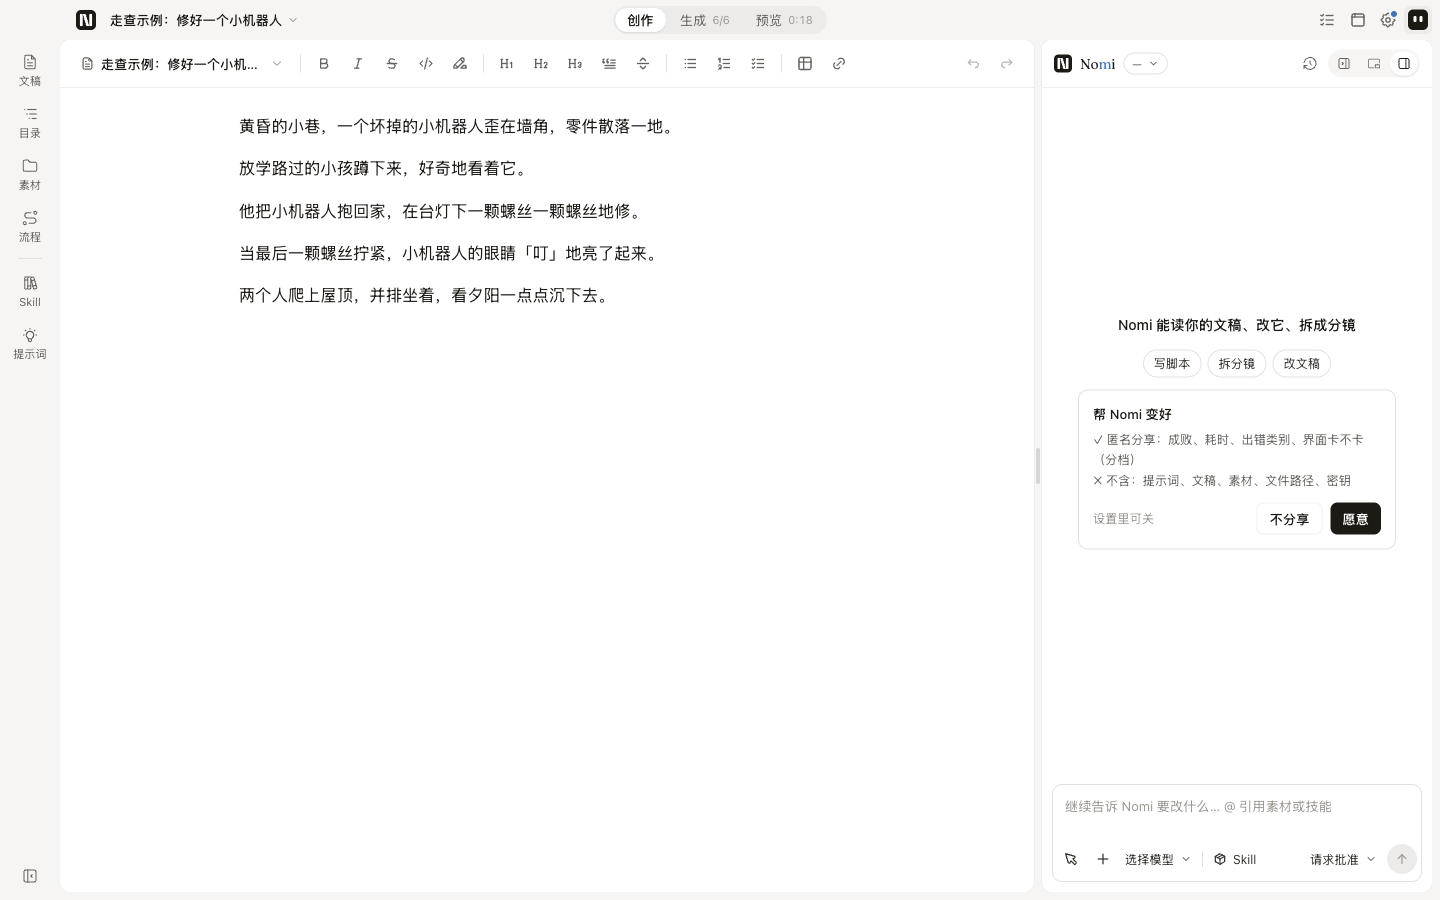 走查示例：修好一个小机器人
创作
生成 6/6
预览 0:18
文稿
目录
素材
流程
Skill
提示词
走查示例：修好一个小机...
B I S H1 H2 H3
黄昏的小巷，一个坏掉的小机器人歪在墙角，零件散落一地。
放学路过的小孩蹲下来，好奇地看着它。
他把小机器人抱回家，在台灯下一颗螺丝一颗螺丝地修。
当最后一颗螺丝拧紧，小机器人的眼睛「叮」地亮了起来。
两个人爬上屋顶，并排坐着，看夕阳一点点沉下去。
Nomi
—
Nomi 能读你的文稿、改它、拆成分镜
写脚本
拆分镜
改文稿
帮 Nomi 变好
✓ 匿名分享：成败、耗时、出错类别、界面卡不卡
（分档）
✕ 不含：提示词、文稿、素材、文件路径、密钥
设置里可关
不分享
愿意
继续告诉 Nomi 要改什么... @ 引用素材或技能
选择模型
Skill
请求批准